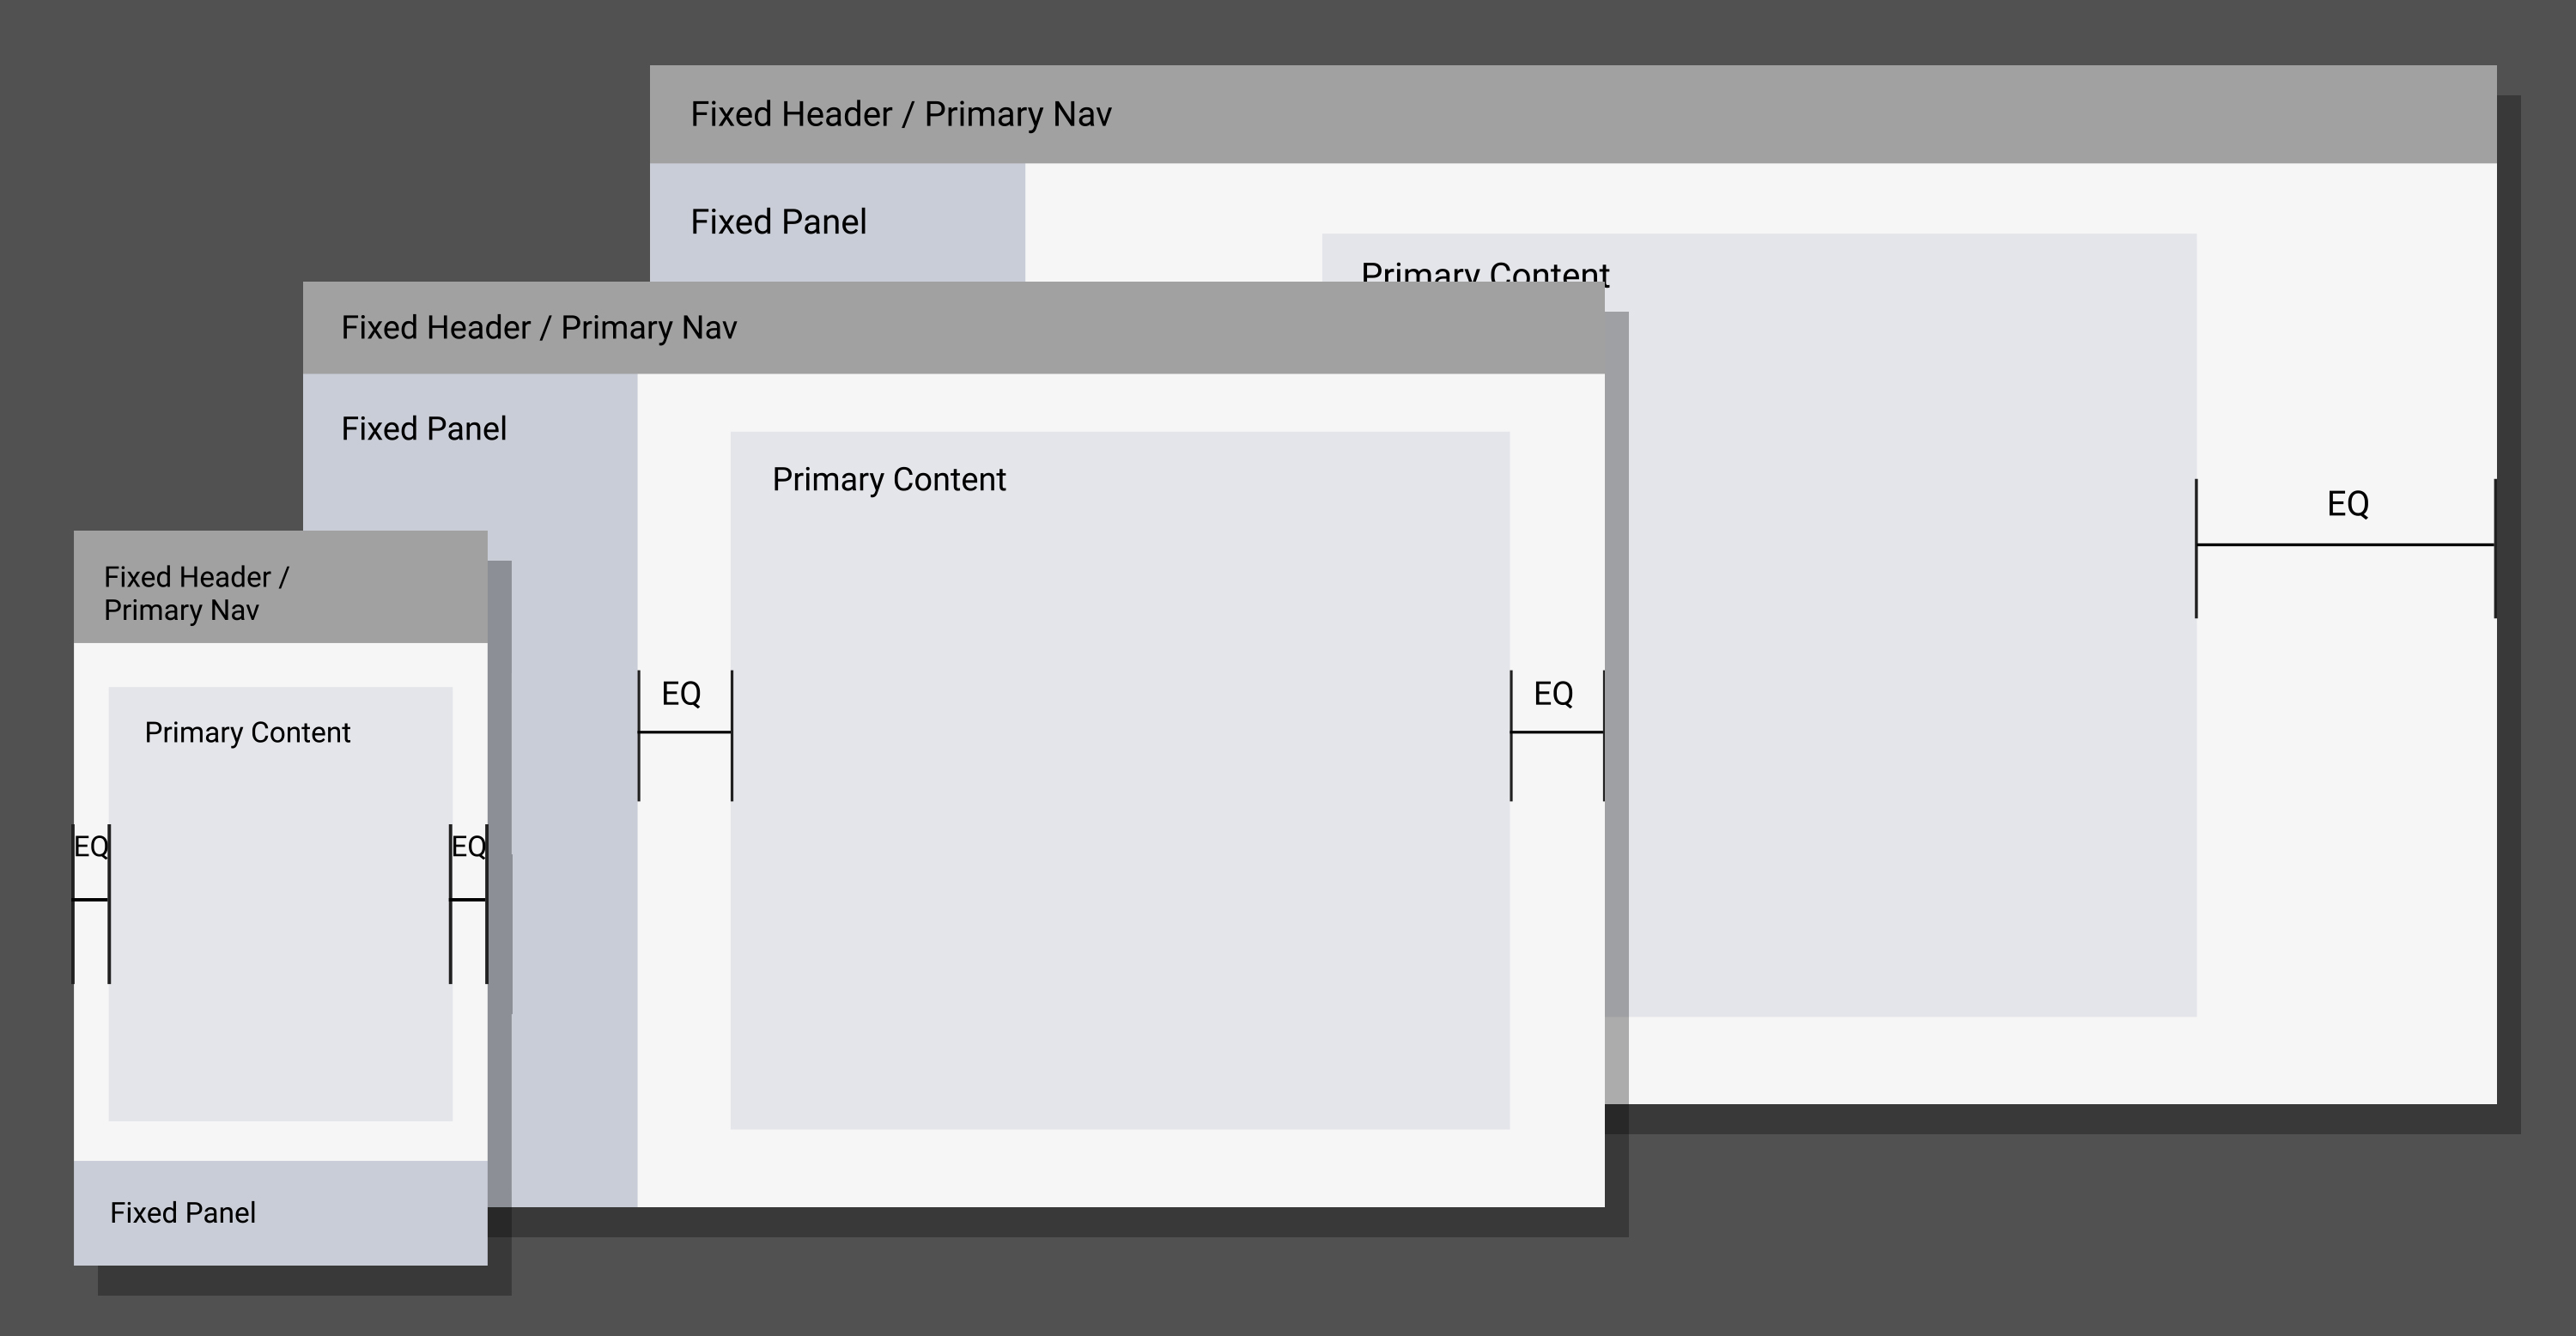 Fixed Header / Primary Nav
Fixed Panel
Primary Content
EQ
Fixed Header / Primary Nav
Fixed Panel
Primary Content
EQ
EQ
Fixed Header /
Primary Nav
Primary Content
EQ
EQ
Fixed Panel